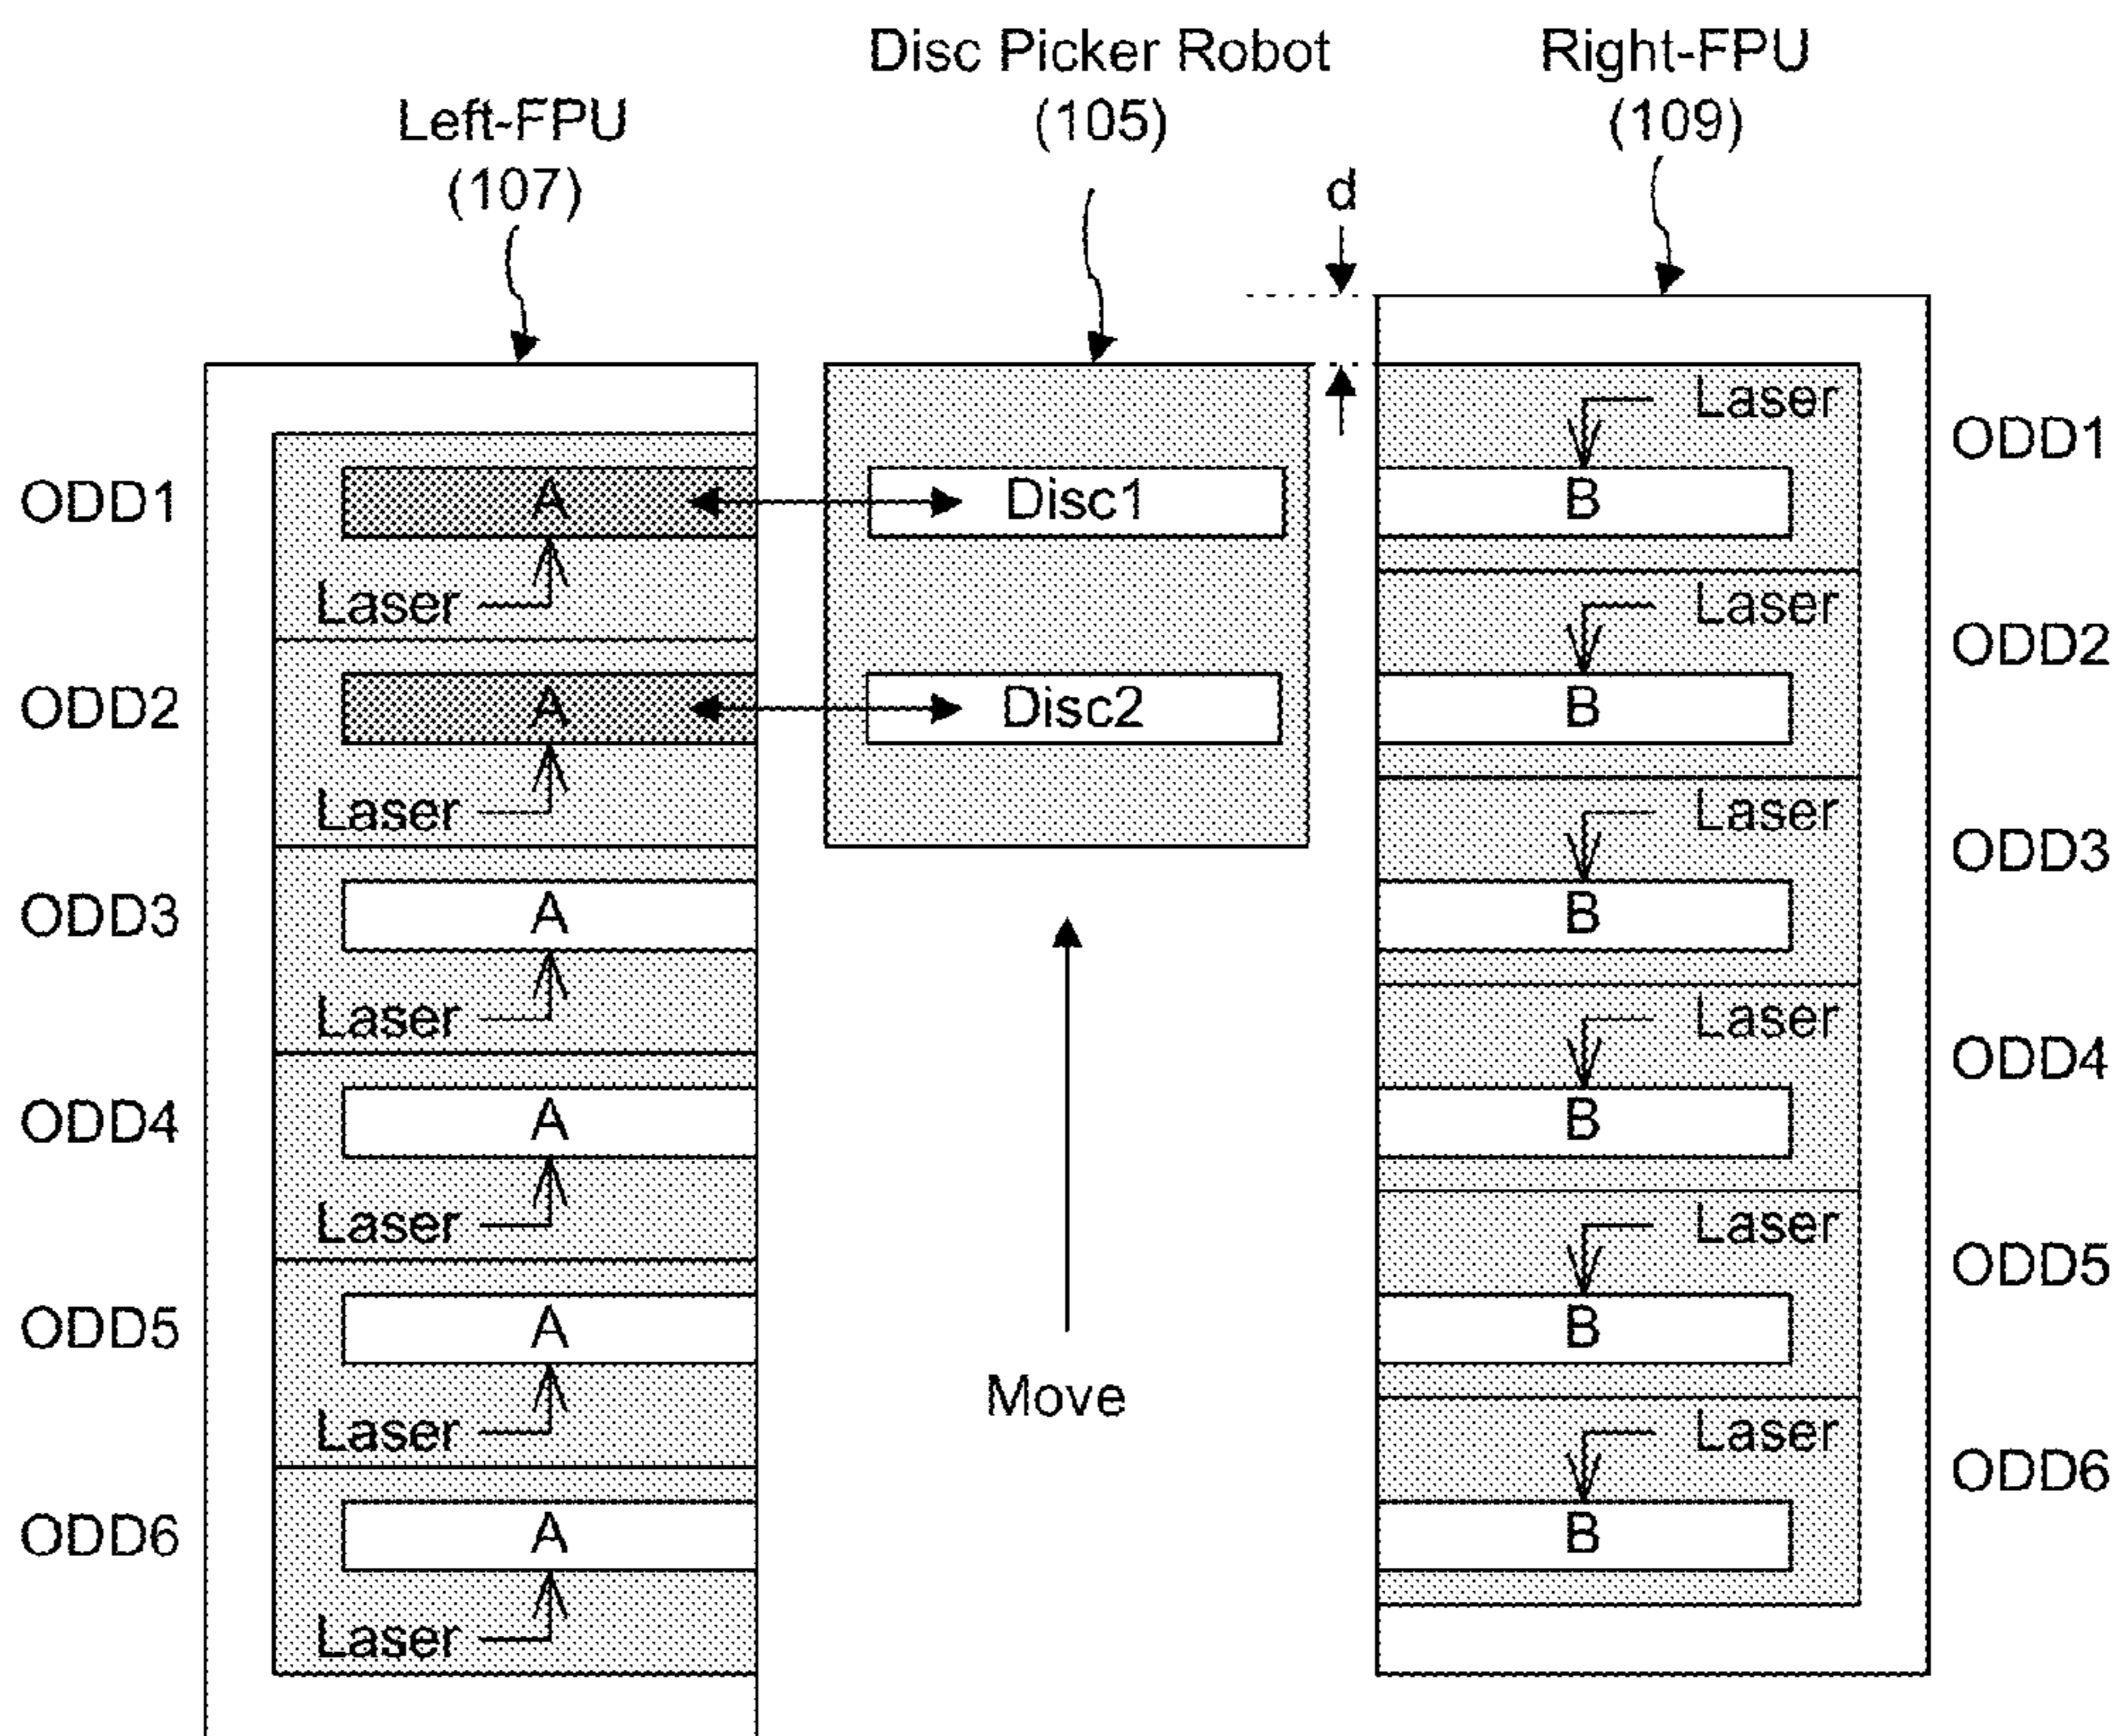 Disc Picker Robot
(105)
Right-FPU
(109)
Left-FPU
(107)
d
ODD1
A
Laser
Disc1
Laser
B
ODD1
ODD2
A
Laser
Disc2
Laser
B
ODD2
ODD3
A
Laser
Laser
B
ODD3
ODD4
A
Laser
Laser
B
ODD4
ODD5
A
Laser
Move
Laser
B
ODD5
ODD6
A
Laser
Laser
B
ODD6